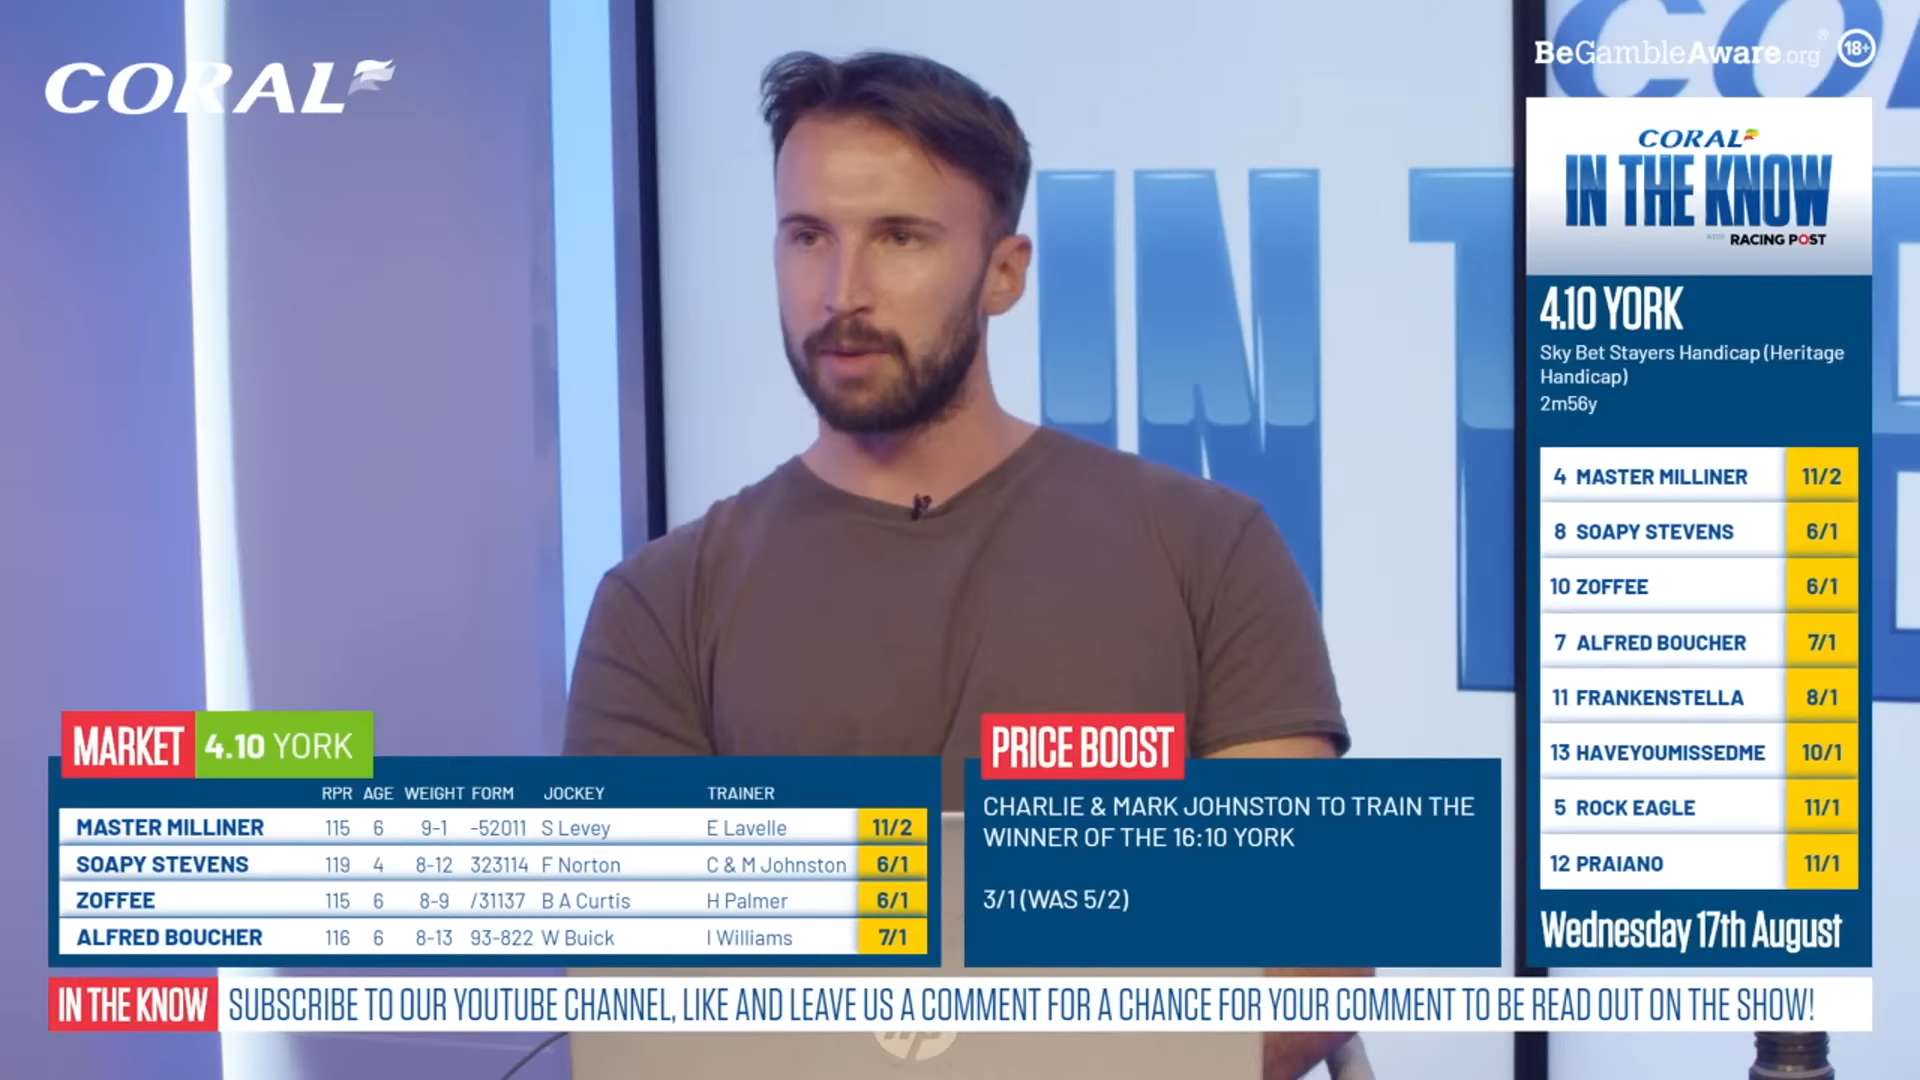 CORAL
BeGambleAware.org® 18+
CORAL
IN THE KNOW
WITH RACING POST
4.10 YORK
Sky Bet Stayers Handicap (Heritage
Handicap)
2m56y
4 MASTER MILLINER 11/2
8 SOAPY STEVENS 6/1
10 ZOFFEE 6/1
7 ALFRED BOUCHER 7/1
11 FRANKENSTELLA 8/1
13 HAVEYOUMISSEDME 10/1
5 ROCK EAGLE 11/1
12 PRAIANO 11/1
Wednesday 17th August
MARKET 4.10 YORK
RPR AGE WEIGHT FORM JOCKEY TRAINER
MASTER MILLINER 115 6 9-1 -52011 S Levey E Lavelle 11/2
SOAPY STEVENS 119 4 8-12 323114 F Norton C & M Johnston 6/1
ZOFFEE 115 6 8-9 /31137 B A Curtis H Palmer 6/1
ALFRED BOUCHER 116 6 8-13 93-822 W Buick I Williams 7/1
PRICE BOOST
CHARLIE & MARK JOHNSTON TO TRAIN THE
WINNER OF THE 16:10 YORK
3/1 (WAS 5/2)
IN THE KNOW SUBSCRIBE TO OUR YOUTUBE CHANNEL, LIKE AND LEAVE US A COMMENT FOR A CHANCE FOR YOUR COMMENT TO BE READ OUT ON THE SHOW!
hp